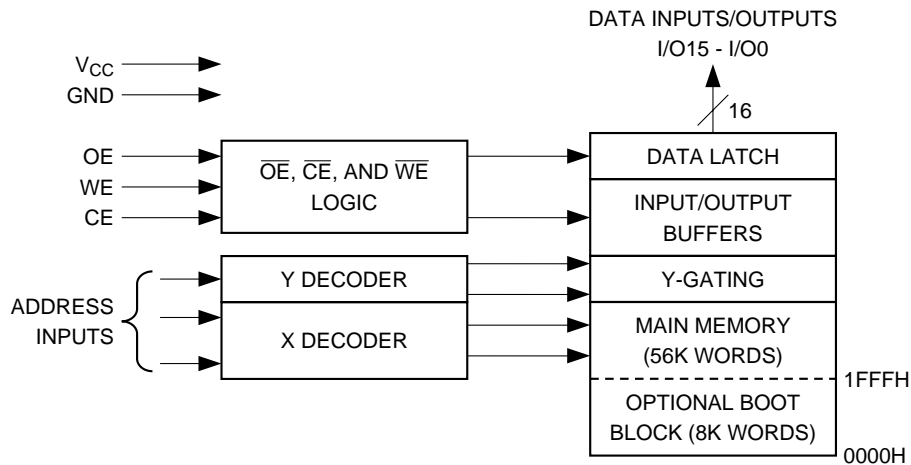 DATA INPUTS/OUTPUTS
I/O15 - I/O0
16
VCC
GND
OE
WE
CE
OE, CE, AND WE
LOGIC
ADDRESS
INPUTS
Y DECODER
X DECODER
DATA LATCH
INPUT/OUTPUT
BUFFERS
Y-GATING
MAIN MEMORY
(56K WORDS)
OPTIONAL BOOT
BLOCK (8K WORDS)
1FFFH
0000H